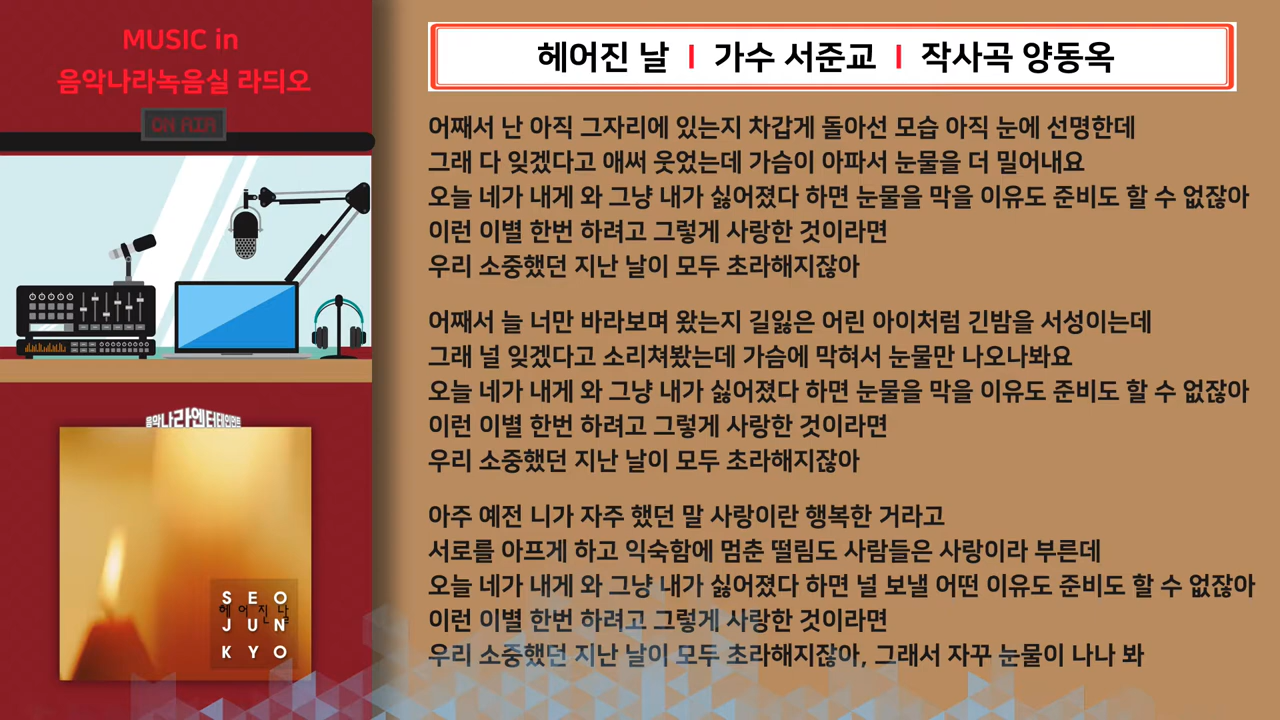 MUSIC in
음악나라녹음실 라듸오
ON AIR
음악나라엔터테인먼트
SEO
헤어진날
JUN
KYO
헤어진 날 I 가수 서준교 I 작사곡 양동옥
어째서 난 아직 그자리에 있는지 차갑게 돌아선 모습 아직 눈에 선명한데
그래 다 잊겠다고 애써 웃었는데 가슴이 아파서 눈물을 더 밀어내요
오늘 네가 내게 와 그냥 내가 싫어졌다 하면 눈물을 막을 이유도 준비도 할 수 없잖아
이런 이별 한번 하려고 그렇게 사랑한 것이라면
우리 소중했던 지난 날이 모두 초라해지잖아
어째서 늘 너만 바라보며 왔는지 길잃은 어린 아이처럼 긴밤을 서성이는데
그래 널 잊겠다고 소리쳐봤는데 가슴에 막혀서 눈물만 나오나봐요
오늘 네가 내게 와 그냥 내가 싫어졌다 하면 눈물을 막을 이유도 준비도 할 수 없잖아
이런 이별 한번 하려고 그렇게 사랑한 것이라면
우리 소중했던 지난 날이 모두 초라해지잖아
아주 예전 니가 자주 했던 말 사랑이란 행복한 거라고
서로를 아프게 하고 익숙함에 멈춘 떨림도 사람들은 사랑이라 부른데
오늘 네가 내게 와 그냥 내가 싫어졌다 하면 널 보낼 어떤 이유도 준비도 할 수 없잖아
이런 이별 한번 하려고 그렇게 사랑한 것이라면
우리 소중했던 지난 날이 모두 초라해지잖아, 그래서 자꾸 눈물이 나나 봐